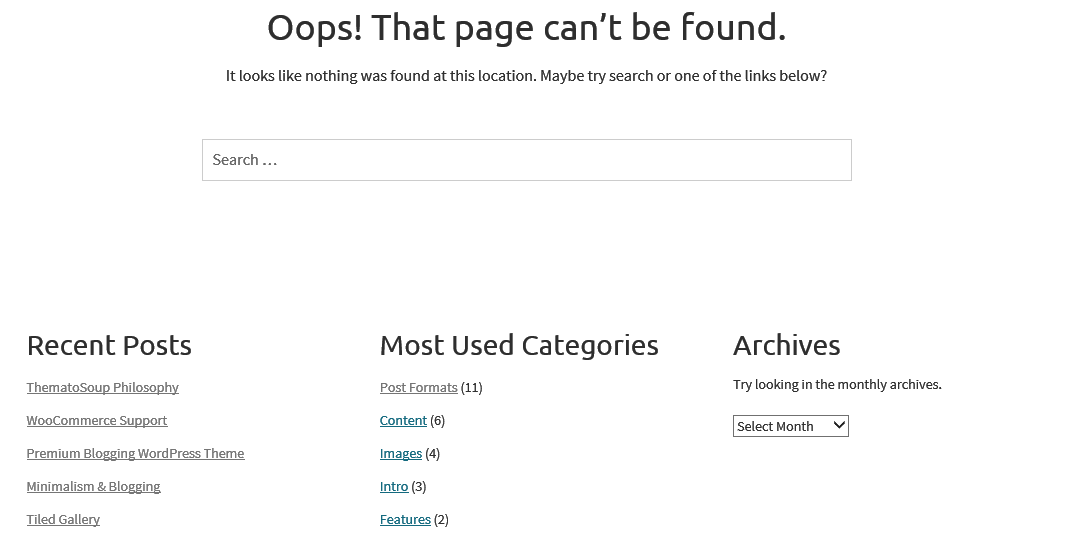 Oops! That page can’t be found.
It looks like nothing was found at this location. Maybe try search or one of the links below?
Search …
Recent Posts
ThematoSoup Philosophy
WooCommerce Support
Premium Blogging WordPress Theme
Minimalism & Blogging
Tiled Gallery
Most Used Categories
Post Formats (11)
Content (6)
Images (4)
Intro (3)
Features (2)
Archives
Try looking in the monthly archives.
Select Month